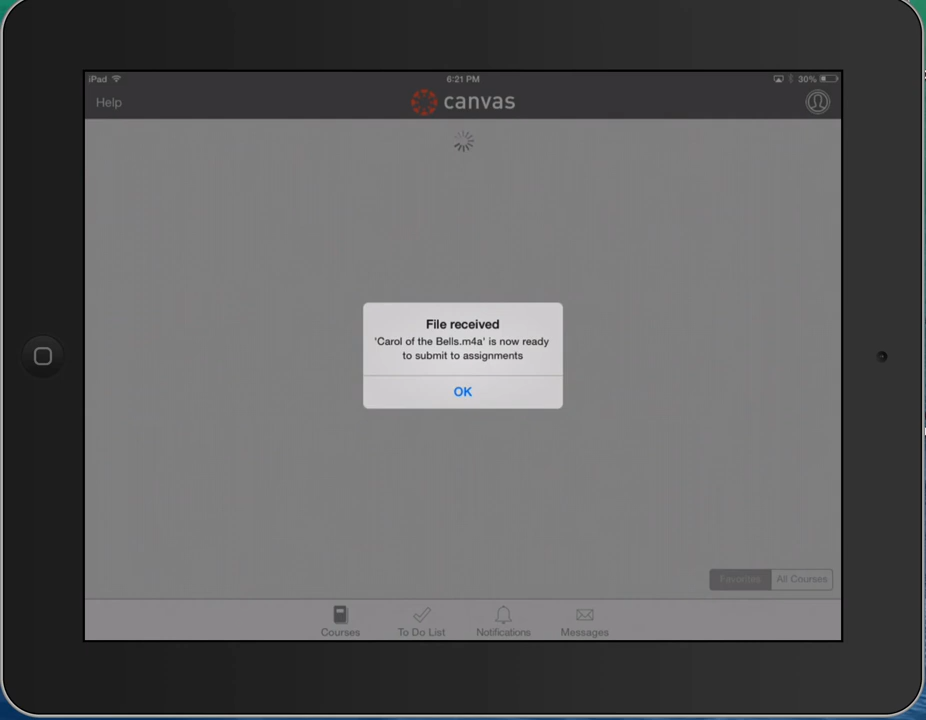 iPad 6:21 PM 30%
Help canvas
File received
'Carol of the Bells.m4a' is now ready
to submit to assignments
OK
Favorites All Courses
Courses To Do List Notifications Messages